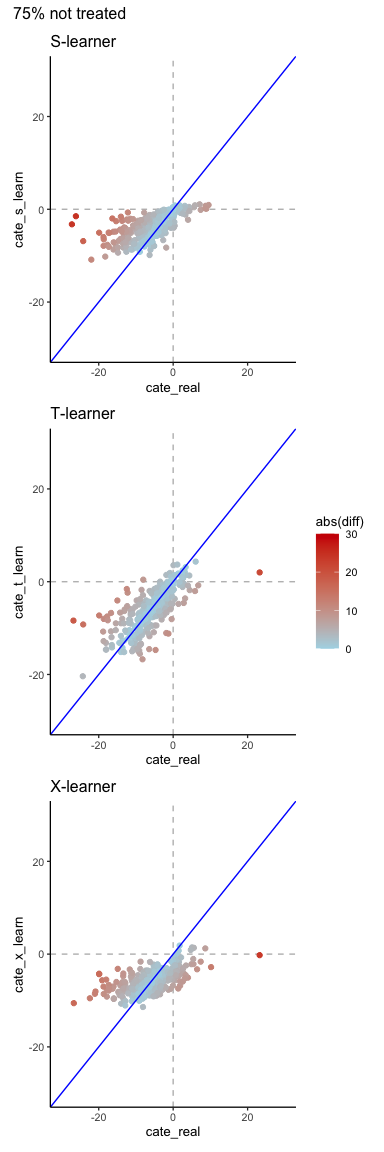 75% not treated
S-learner
20
0
-20
cate_s_learn
-20 0 20
cate_real
T-learner
20
0
-20
cate_t_learn
-20 0 20
cate_real
abs(diff)
30
20
10
0
X-learner
20
0
-20
cate_x_learn
-20 0 20
cate_real